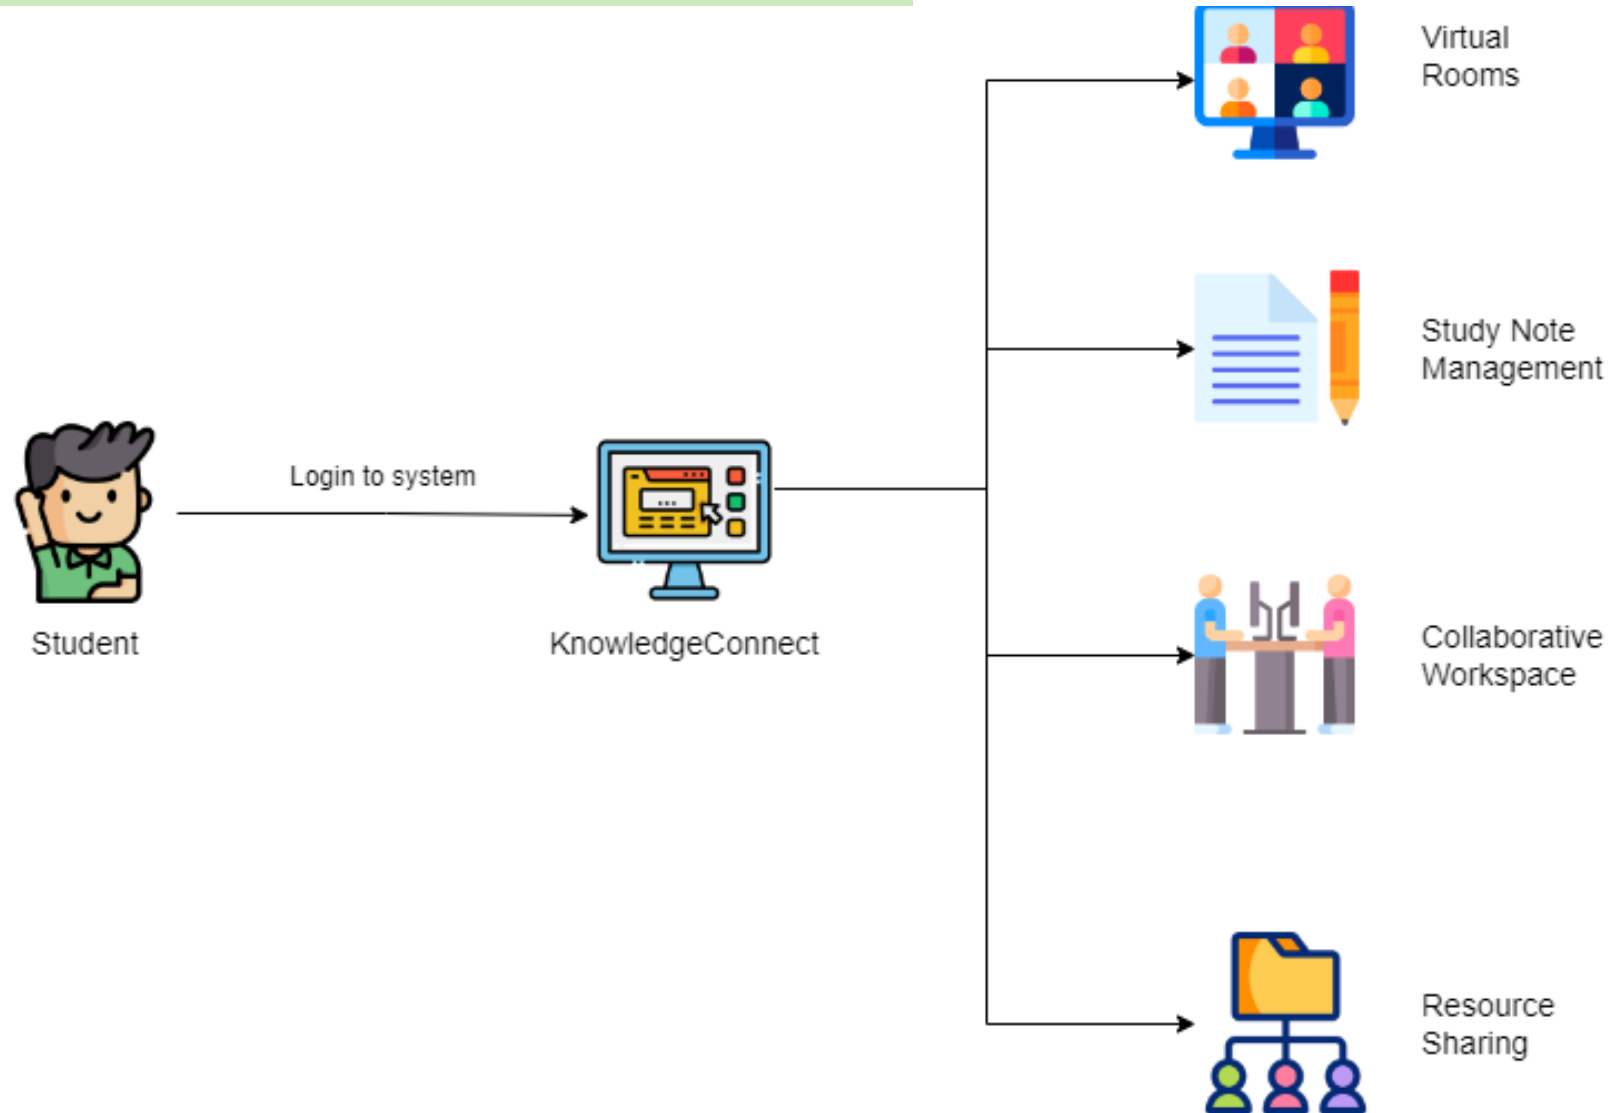 Virtual
Rooms
Study Note
Management
Login to system
Student
KnowledgeConnect
Collaborative
Workspace
Resource
Sharing